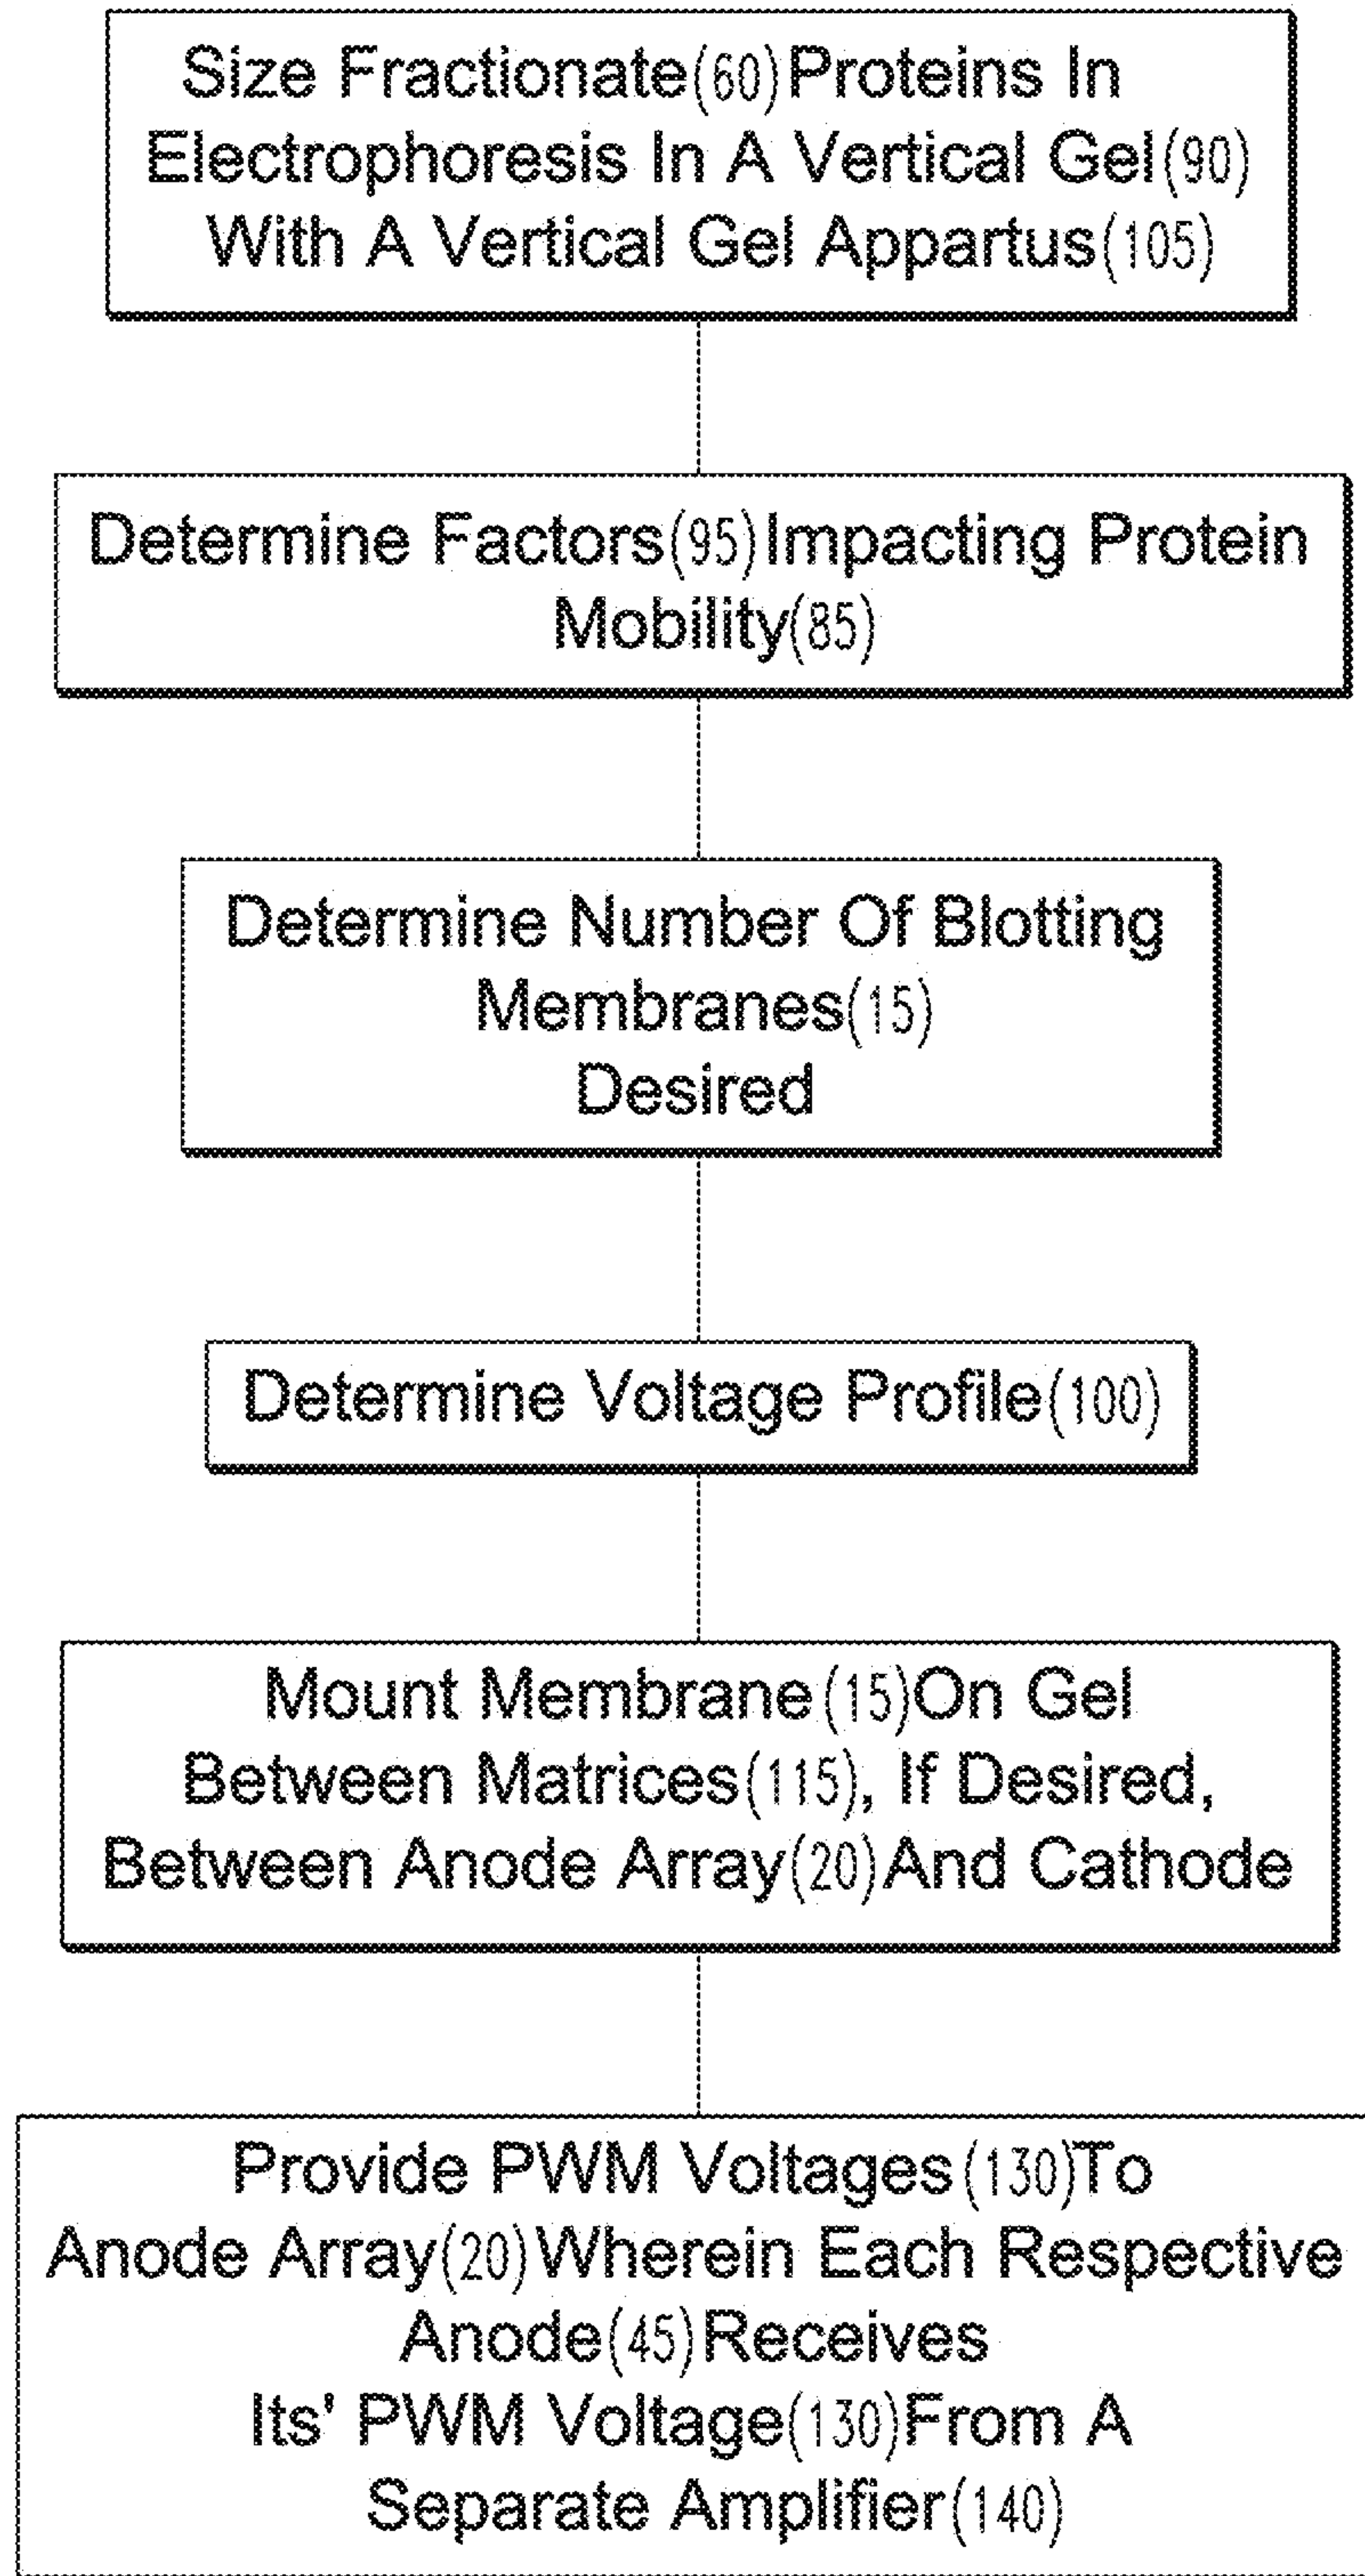 Size Fractionate(60)Proteins In
Electrophoresis In A Vertical Gel(90)
With A Vertical Gel Appartus(105)
Determine Factors(95)Impacting Protein
Mobility(85)
Determine Number Of Blotting
Membranes(15)
Desired
Determine Voltage Profile(100)
Mount Membrane(15)On Gel
Between Matrices(115), If Desired,
Between Anode Array(20)And Cathode
Provide PWM Voltages(130)To
Anode Array(20)Wherein Each Respective
Anode(45)Receives
Its' PWM Voltage(130)From A
Separate Amplifier(140)